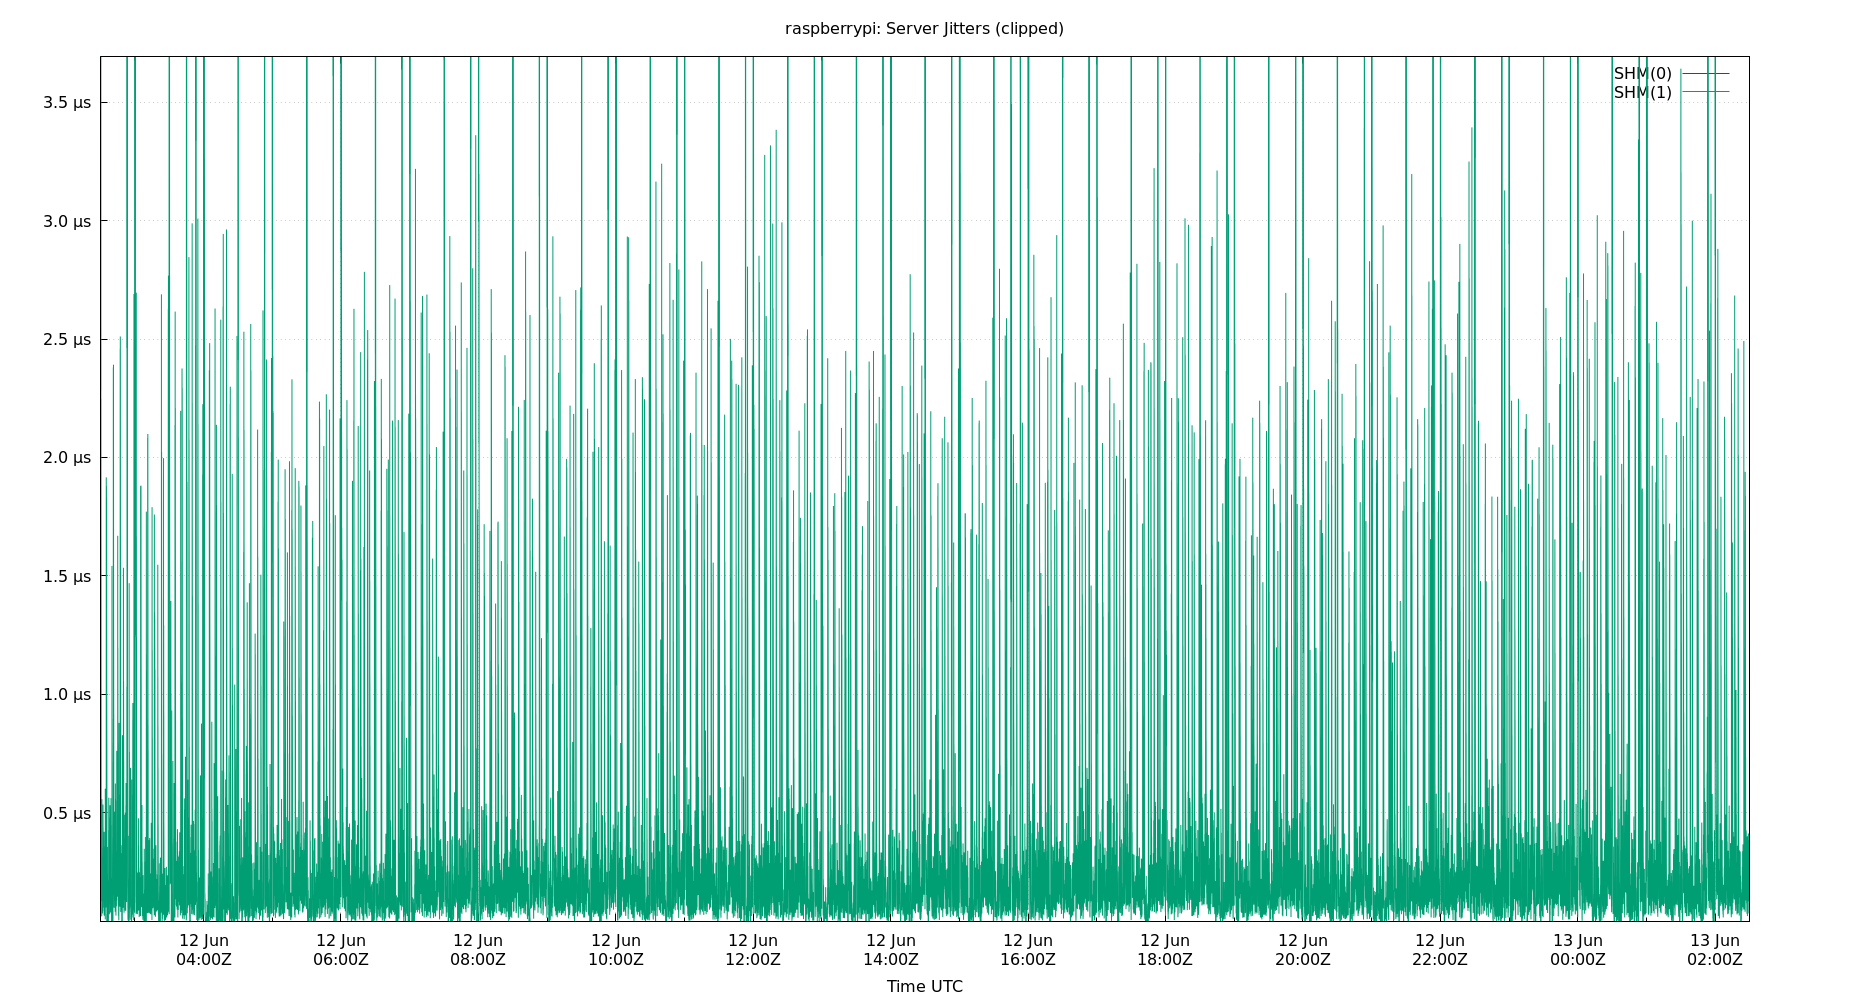 raspberrypi: Server Jitters (clipped)
SHM(0)
SHM(1)
3.5 µs
3.0 µs
2.5 µs
2.0 µs
1.5 µs
1.0 µs
0.5 µs
12 Jun 12 Jun 12 Jun 12 Jun 12 Jun 12 Jun 12 Jun 12 Jun 12 Jun 12 Jun 13 Jun 13 Jun
04:00Z 06:00Z 08:00Z 10:00Z 12:00Z 14:00Z 16:00Z 18:00Z 20:00Z 22:00Z 00:00Z 02:00Z
Time UTC